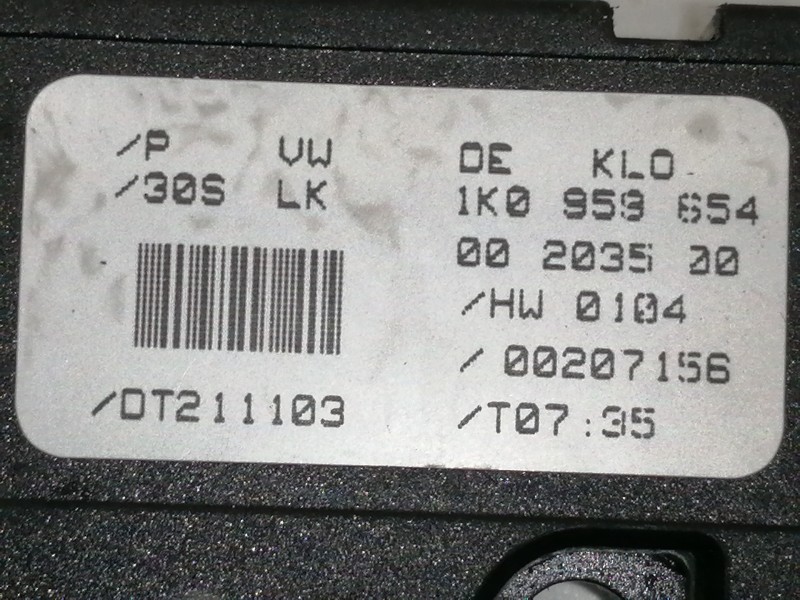 /P VW DE KLO
/30S LK 1K0 959 654
00 2035 00
/HW 0104
/ 00207156
/DT211103 /T07:35